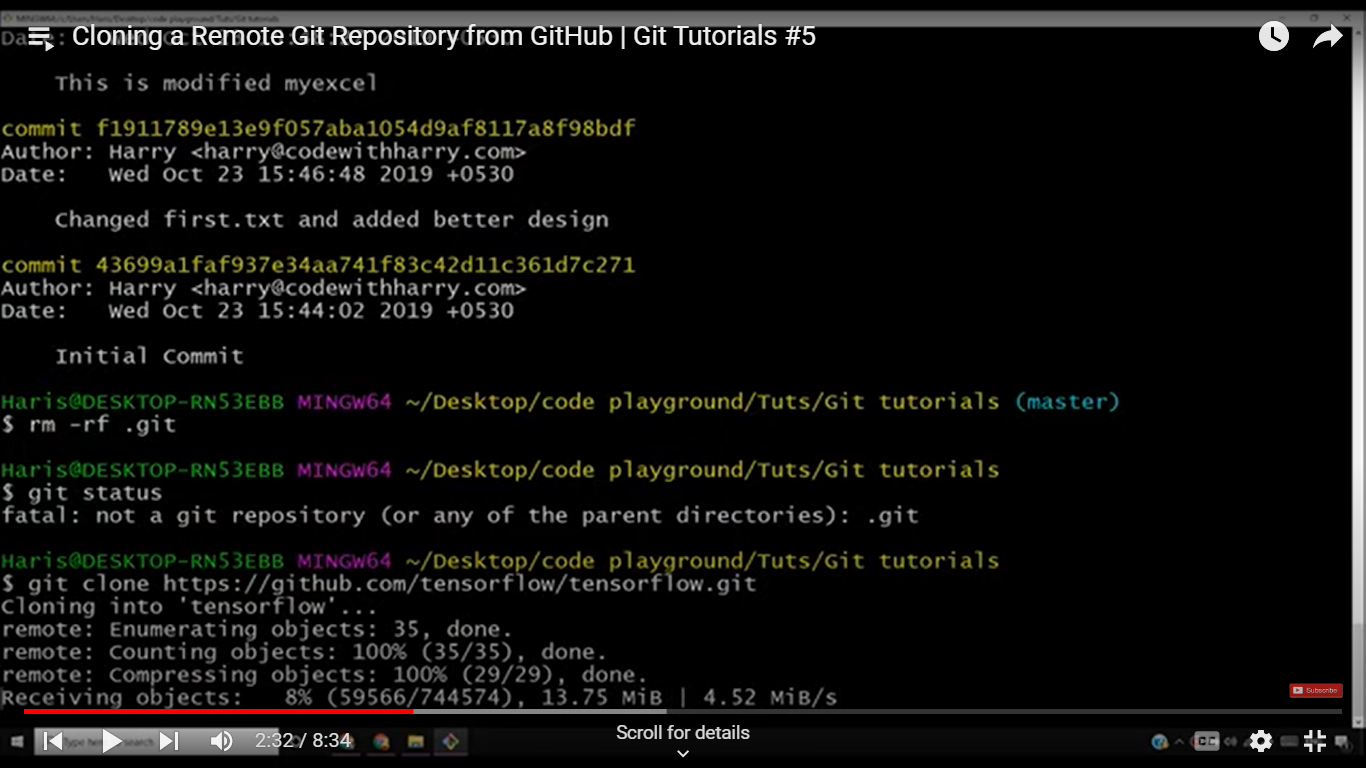 Cloning a Remote Git Repository from GitHub | Git Tutorials #5
This is modified myexcel
commit f1911789e13e9f057aba1054d9af8117a8f98bdf
Author: Harry <harry@codewithharry.com>
Date:   Wed Oct 23 15:46:48 2019 +0530
Changed first.txt and added better design
commit 43699a1faf937e34aa741f83c42d11c361d7c271
Author: Harry <harry@codewithharry.com>
Date:   Wed Oct 23 15:44:02 2019 +0530
Initial Commit
Haris@DESKTOP-RN53EBB MINGW64 ~/Desktop/code playground/Tuts/Git tutorials (master)
$ rm -rf .git
Haris@DESKTOP-RN53EBB MINGW64 ~/Desktop/code playground/Tuts/Git tutorials
$ git status
fatal: not a git repository (or any of the parent directories): .git
Haris@DESKTOP-RN53EBB MINGW64 ~/Desktop/code playground/Tuts/Git tutorials
$ git clone https://github.com/tensorflow/tensorflow.git
Cloning into 'tensorflow'...
remote: Enumerating objects: 35, done.
remote: Counting objects: 100% (35/35), done.
remote: Compressing objects: 100% (29/29), done.
Receiving objects:   8% (59566/744574), 13.75 MiB | 4.52 MiB/s
Subscribe
2:32 / 8:34
Scroll for details
CC